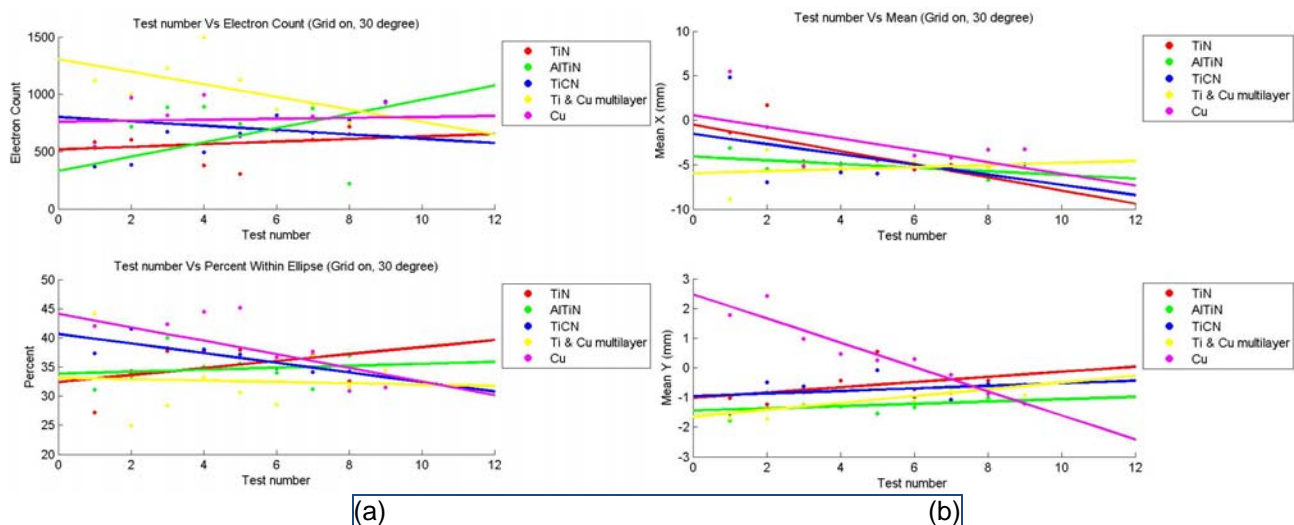 Test number Vs Electron Count (Grid on, 30 degree)
1500
1000
500
0
Electron Count
0 2 4 6 8 10 12
Test number
TiN
AlTiN
TiCN
Ti & Cu multilayer
Cu
Test number Vs Percent Within Ellipse (Grid on, 30 degree)
50
45
40
35
30
25
20
Percent
0 2 4 6 8 10 12
Test number
TiN
AlTiN
TiCN
Ti & Cu multilayer
Cu
(a)
Test number Vs Mean (Grid on, 30 degree)
10
5
0
-5
-10
Mean X (mm)
0 2 4 6 8 10 12
Test number
TiN
AlTiN
TiCN
Ti & Cu multilayer
Cu
3
2
1
0
-1
-2
-3
Mean Y (mm)
0 2 4 6 8 10 12
Test number
TiN
AlTiN
TiCN
Ti & Cu multilayer
Cu
(b)